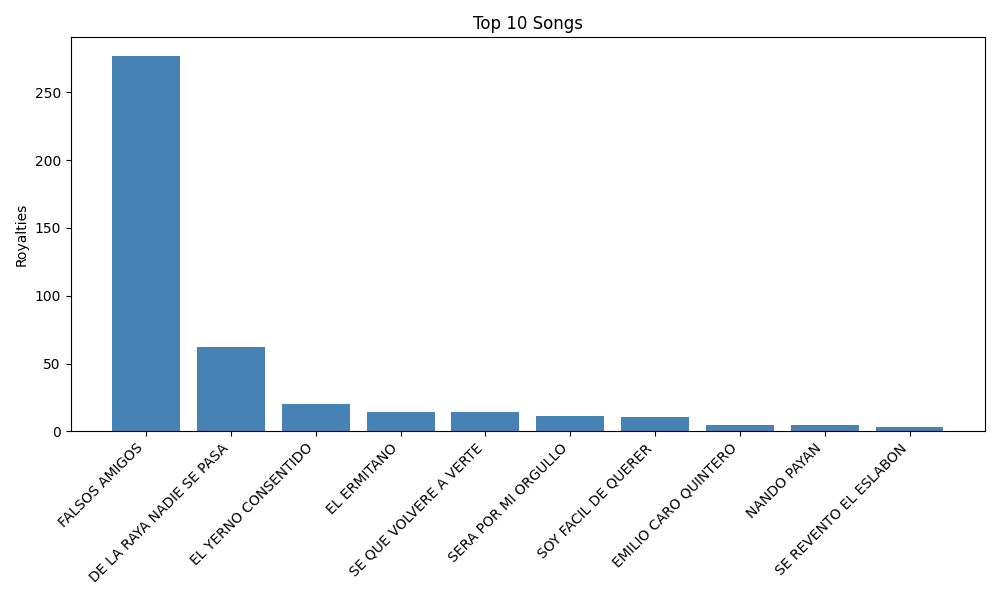 Top 10 Songs
Royalties
250
200
150
100
50
0
FALSOS AMIGOS
DE LA RAYA NADIE SE PASA
EL YERNO CONSENTIDO
EL ERMITANO
SE QUE VOLVERE A VERTE
SERA POR MI ORGULLO
SOY FACIL DE QUERER
EMILIO CARO QUINTERO
NANDO PAYAN
SE REVENTO EL ESLABON